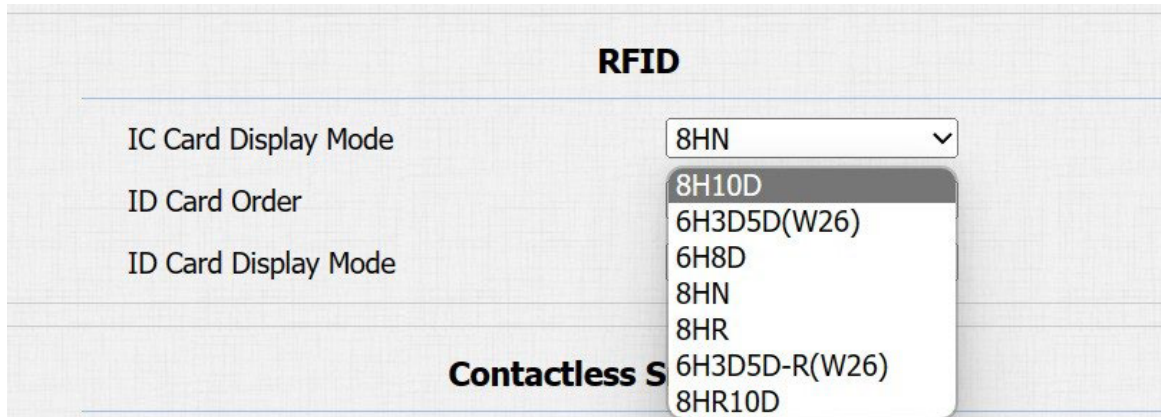 RFID
IC Card Display Mode
8HN
8H10D
ID Card Order
6H3D5D(W26)
6H8D
ID Card Display Mode
8HN
8HR
Contactless S
6H3D5D-R(W26)
8HR10D